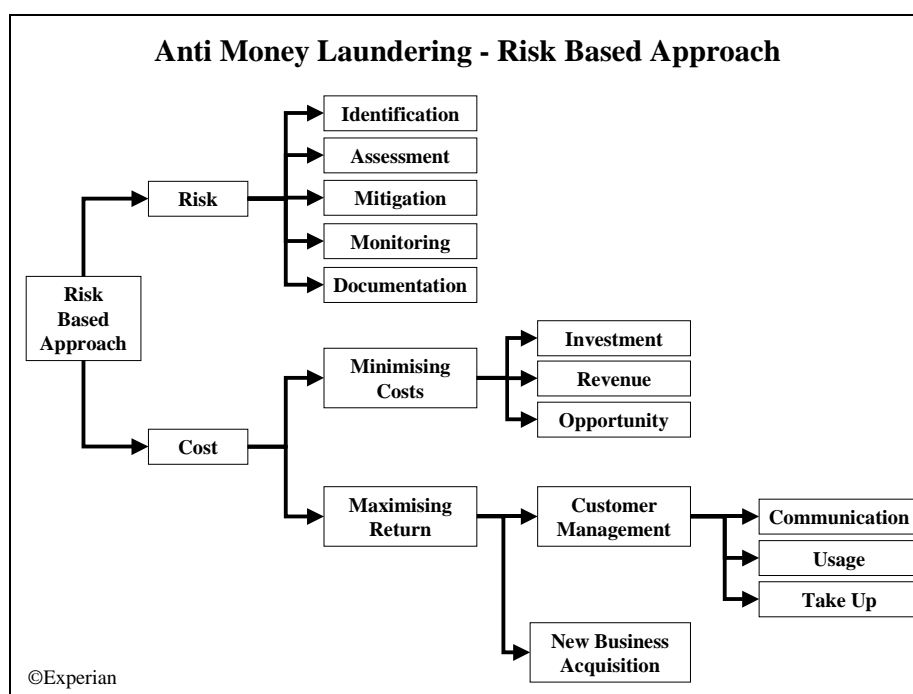 Anti Money Laundering - Risk Based Approach
Identification
Assessment
Mitigation
Monitoring
Documentation
Risk
Risk
Based
Approach
Cost
Minimising
Costs
Investment
Revenue
Opportunity
Maximising
Return
Customer
Management
Communication
Usage
Take Up
New Business
Acquisition
©Experian